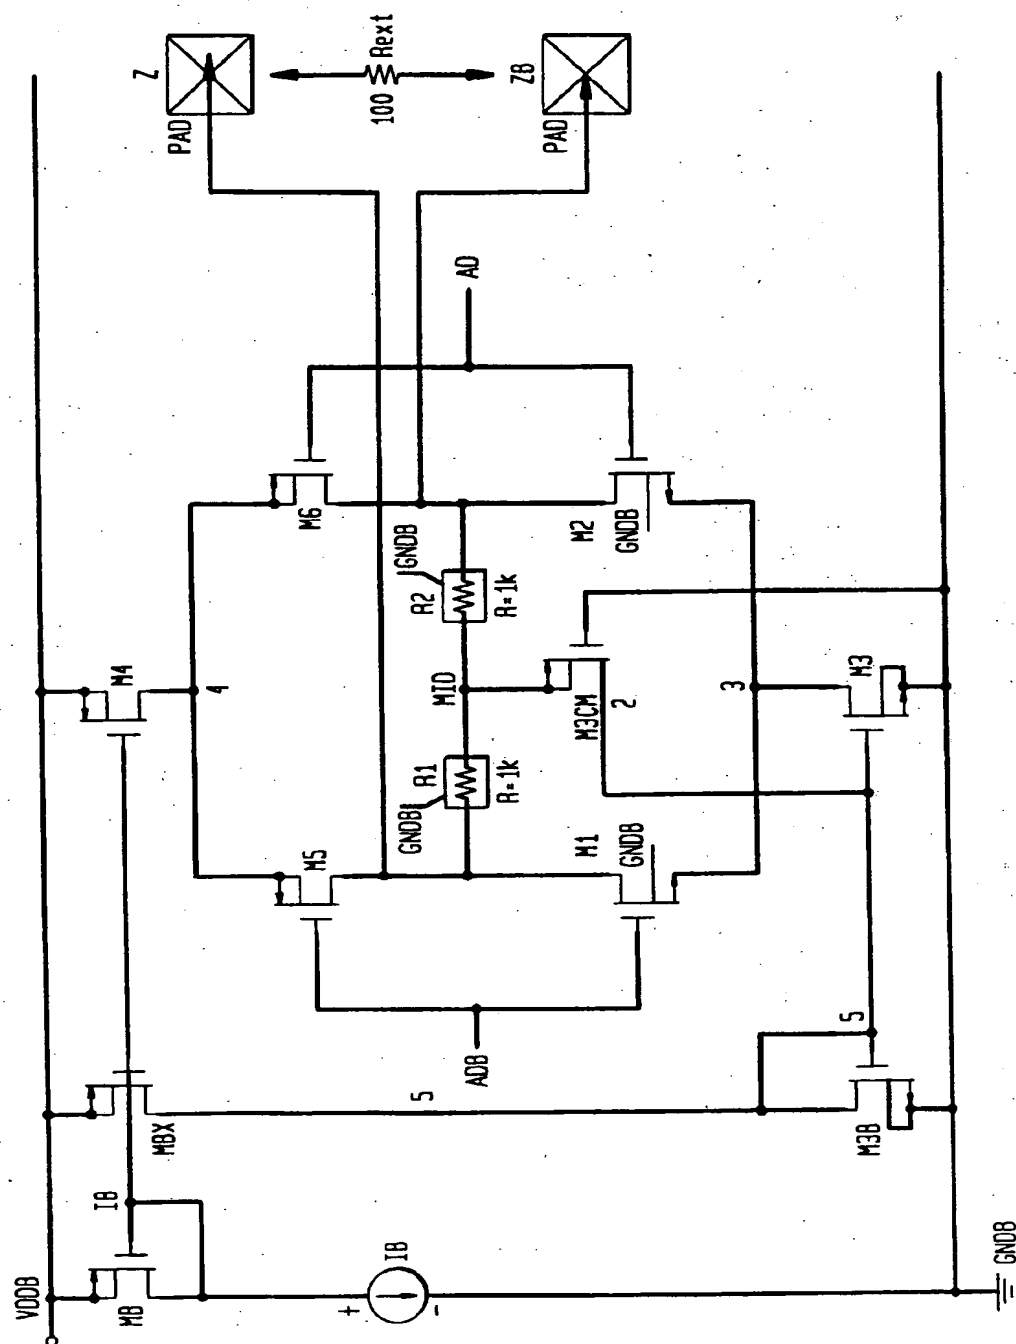 VDDB
MB
IB
IB
+
-
GNDB
MBX
5
M3B
5
ADB
M5
M1
GNDB
GNDB
R1
R=1k
M4
4
MID
M3CM
2
3
M3
R2
R=1k
GNDB
M6
M2
GNDB
AD
PAD
Z
100
Rext
PAD
ZB